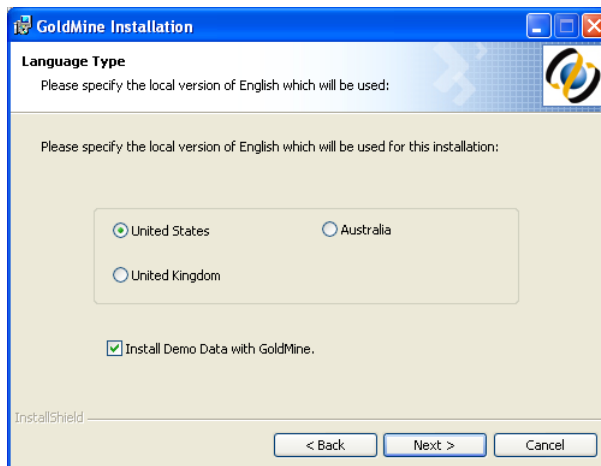 GoldMine Installation
Language Type
Please specify the local version of English which will be used:
Please specify the local version of English which will be used for this installation:
United States
Australia
United Kingdom
Install Demo Data with GoldMine.
InstallShield
< Back
Next >
Cancel